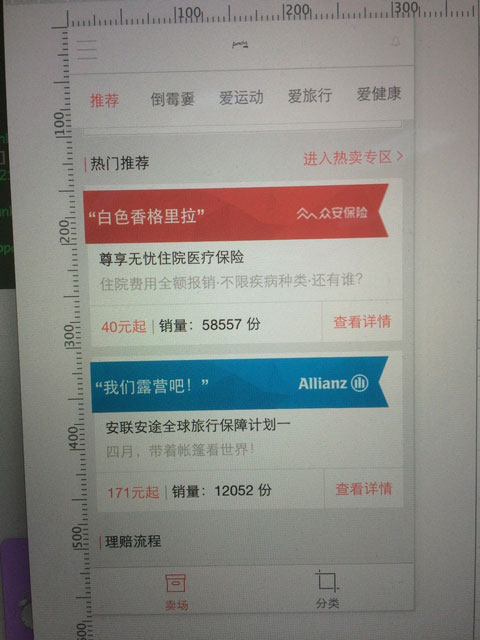 100
200
300
推荐 倒霉蛋 爱运动 爱旅行 爱健康
热门推荐 进入热卖专区
“白色香格里拉” 众安保险
尊享无忧住院医疗保险
住院费用全额报销·不限疾病种类·还有谁?
40元起 销量：58557 份 查看详情
“我们露营吧！” Allianz
安联安途全球旅行保障计划一
四月，带着帐篷看世界！
171元起 销量：12052 份 查看详情
理赔流程
卖场 分类
100
200
300
400
500